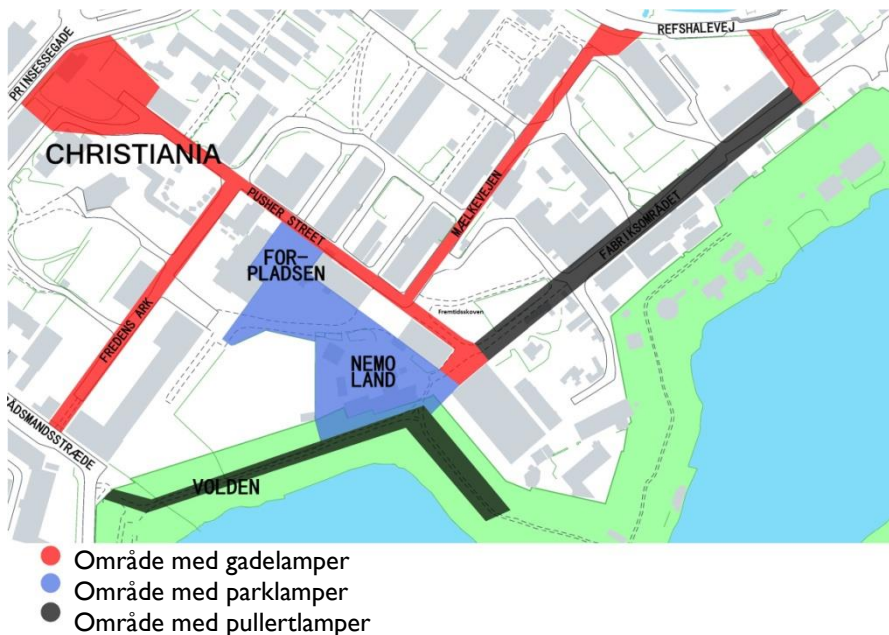 PRINSESSEGADE
REFSHALEVEJ
CHRISTIANIA
PUSHER STREET
MÆLKEVEJEN
FABRIKSOMRÅDET
FOR-
PLADSEN
Fremtidsskoven
FREDENS ARK
NEMO
LAND
RÅDSMANDSSTRÆDE
VOLDEN
Område med gadelamper
Område med parklamper
Område med pullertlamper